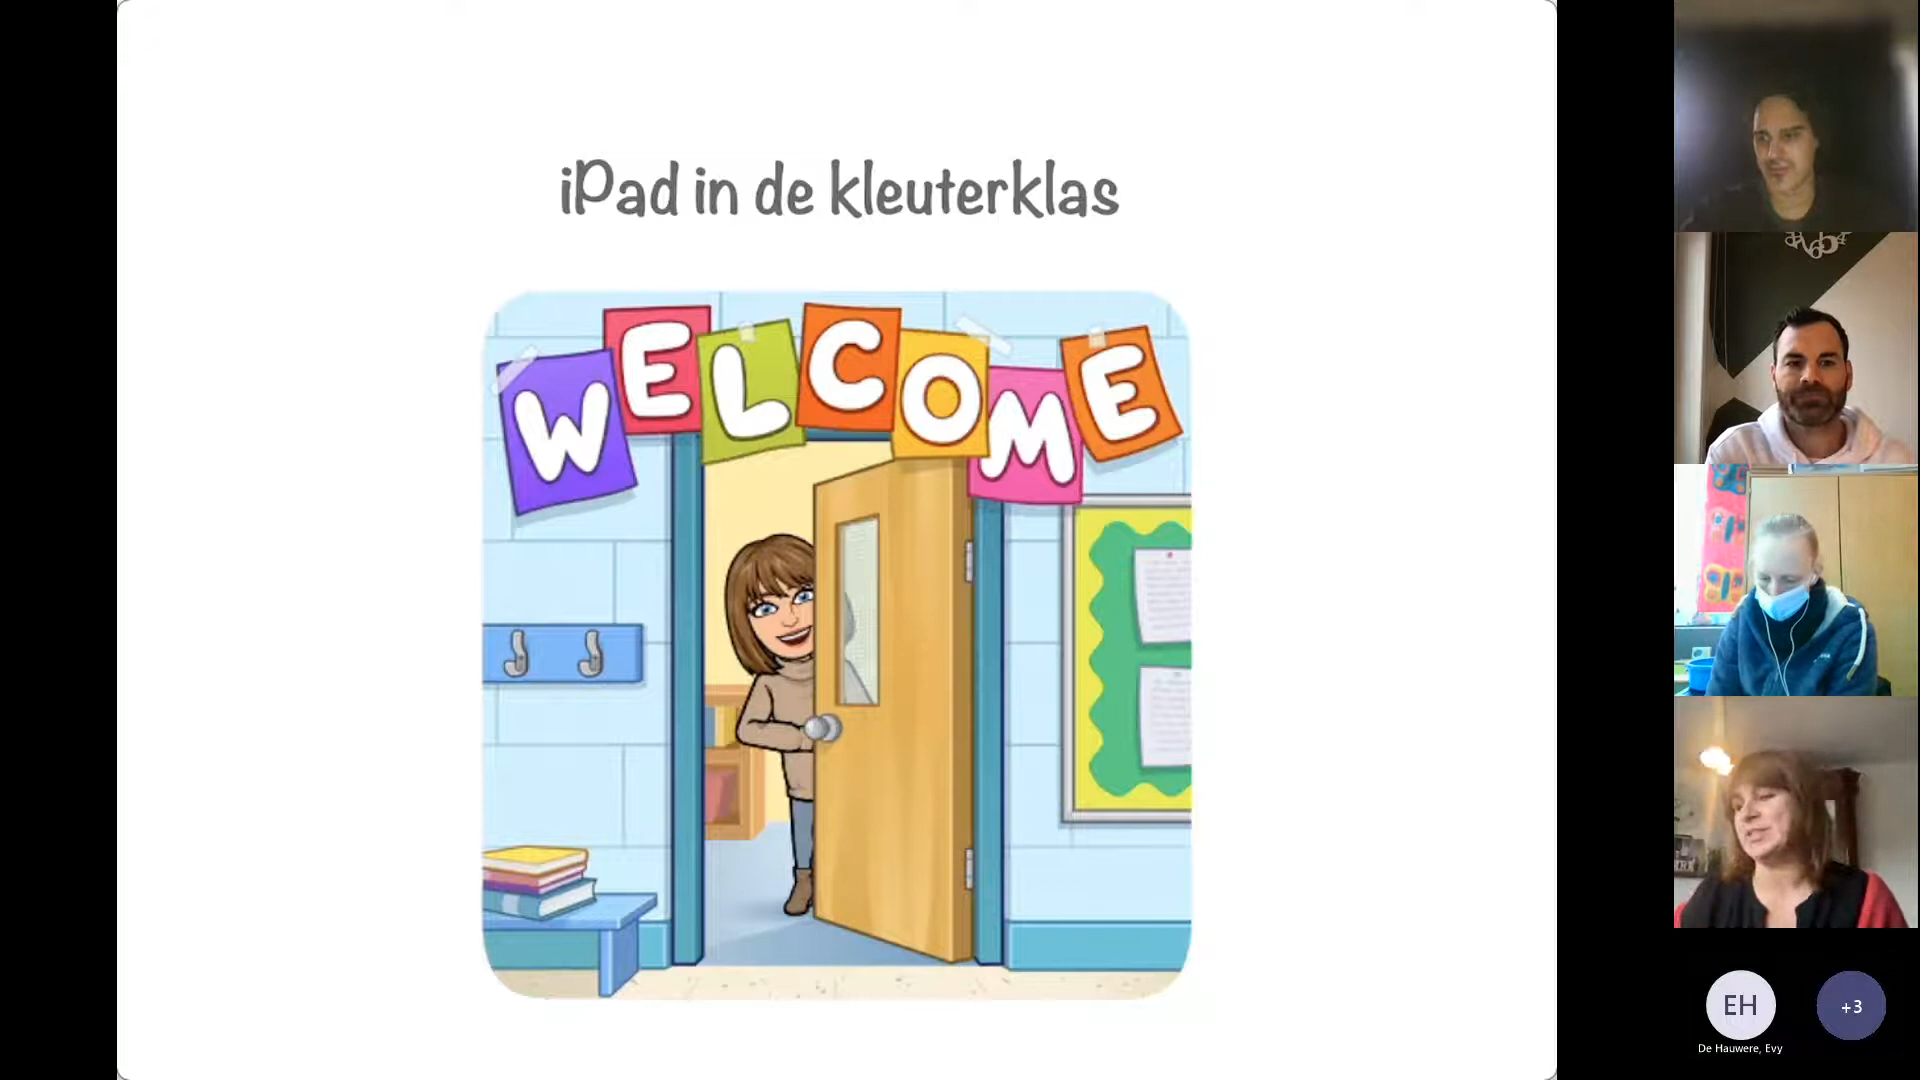 iPad in de kleuterklas
WELCOME
EH
+3
De Hauwere, Evy